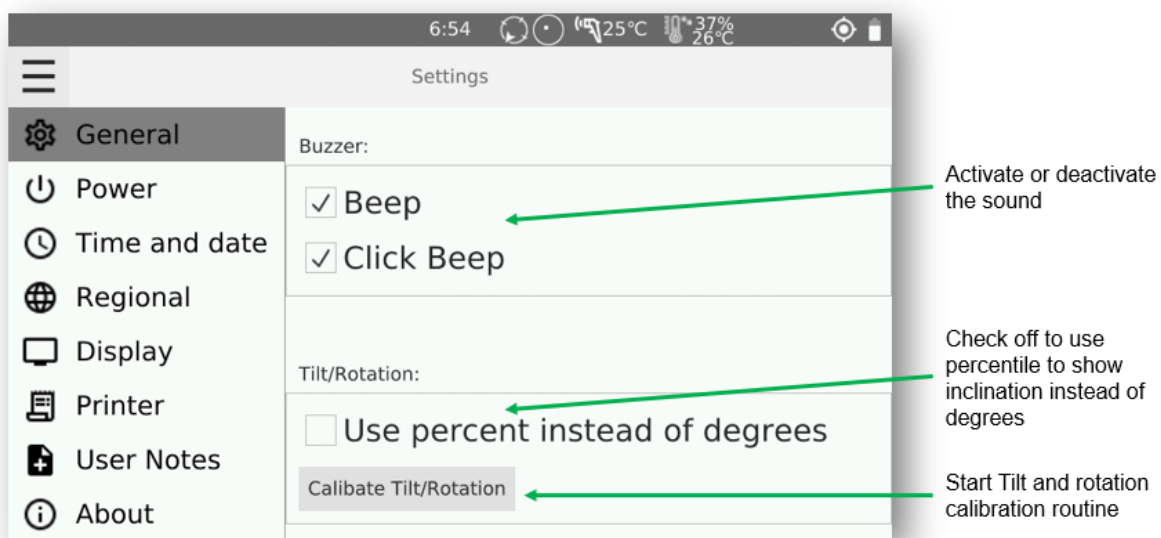 6:54 25°C 37%
26°C
Settings
General
Power
Time and date
Regional
Display
Printer
User Notes
About
Buzzer:
Beep
Click Beep
Tilt/Rotation:
Use percent instead of degrees
Calibate Tilt/Rotation
Activate or deactivate
the sound
Check off to use
percentile to show
inclination instead of
degrees
Start Tilt and rotation
calibration routine